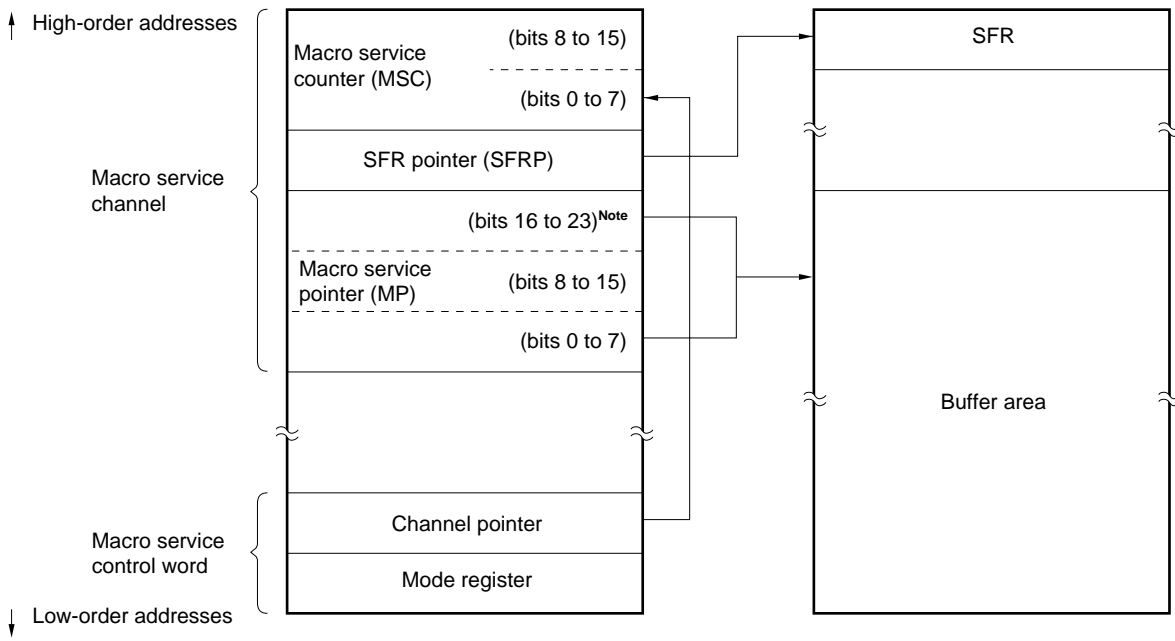 High-order addresses
Macro service
counter (MSC)
(bits 8 to 15)
(bits 0 to 7)
SFR pointer (SFRP)
Macro service
channel
(bits 16 to 23)Note
Macro service
pointer (MP)
(bits 8 to 15)
(bits 0 to 7)
Channel pointer
Macro service
control word
Mode register
Low-order addresses
SFR
Buffer area